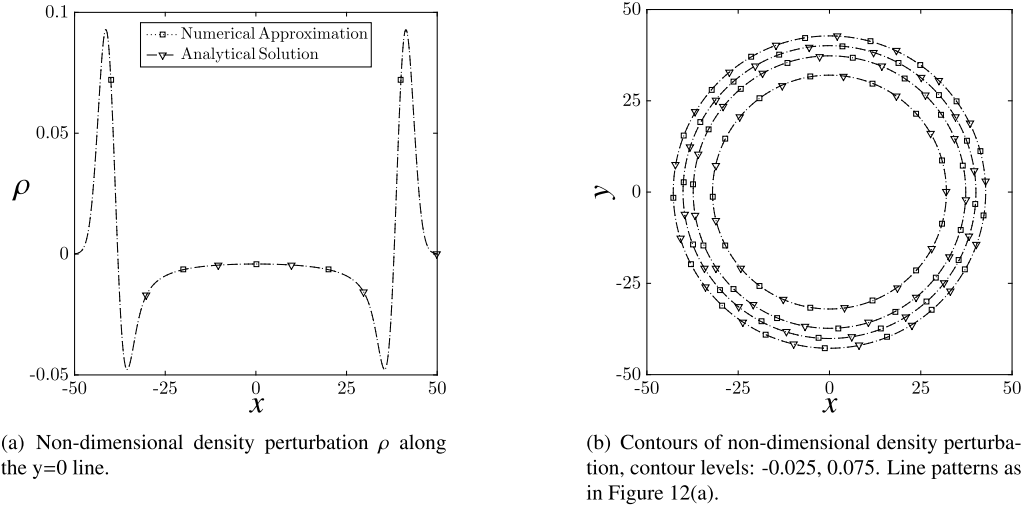 0.1
0.05
0
-0.05
ρ
-50
-25
0
25
50
x
Numerical Approximation
Analytical Solution
50
25
0
-25
-50
y
-50
-25
0
25
50
x
(a) Non-dimensional density perturbation ρ along
the y=0 line.
(b) Contours of non-dimensional density perturba-
tion, contour levels: -0.025, 0.075. Line patterns as
in Figure 12(a).